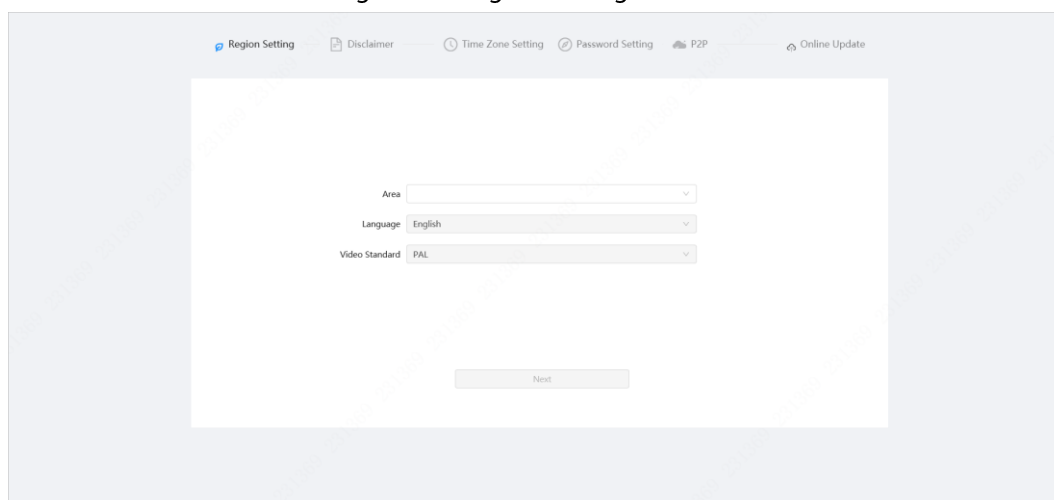 Region Setting Disclaimer Time Zone Setting Password Setting P2P Online Update
Area
Language English
Video Standard PAL
Next